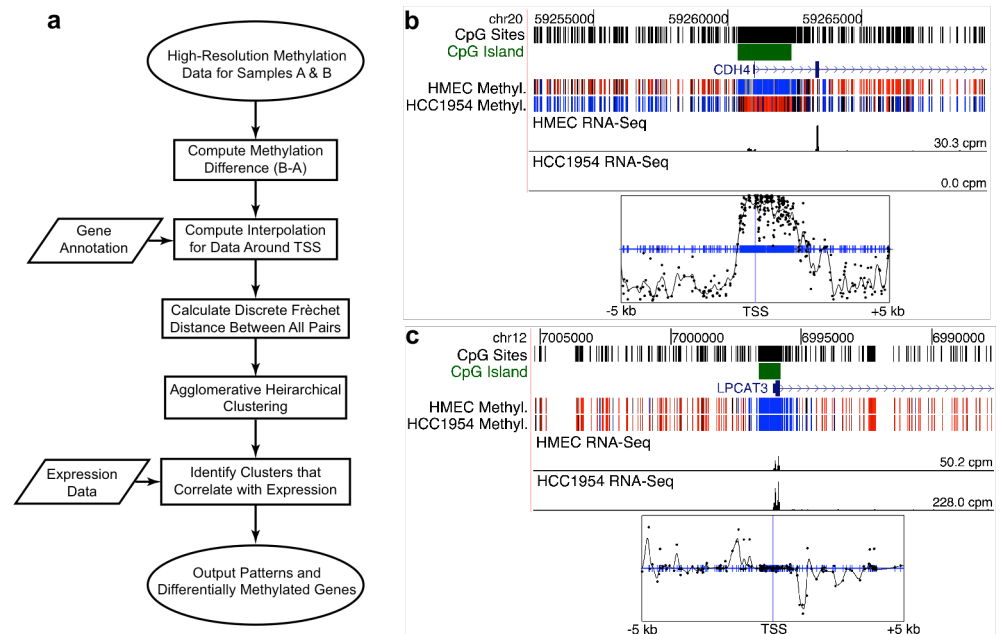 a
High-Resolution Methylation
Data for Samples A & B
Compute Methylation
Difference (B-A)
Gene
Annotation
Compute Interpolation
for Data Around TSS
Calculate Discrete Frèchet
Distance Between All Pairs
Agglomerative Heirarchical
Clustering
Expression
Data
Identify Clusters that
Correlate with Expression
Output Patterns and
Differentially Methylated Genes
b
chr20 59255000 59260000 59265000
CpG Sites
CpG Island
CDH4
HMEC Methyl.
HCC1954 Methyl.
HMEC RNA-Seq
30.3 cpm
HCC1954 RNA-Seq
0.0 cpm
-5 kb TSS +5 kb
c
chr12 7005000 7000000 6995000 6990000
CpG Sites
CpG Island
LPCAT3
HMEC Methyl.
HCC1954 Methyl.
HMEC RNA-Seq
50.2 cpm
HCC1954 RNA-Seq
228.0 cpm
-5 kb TSS +5 kb